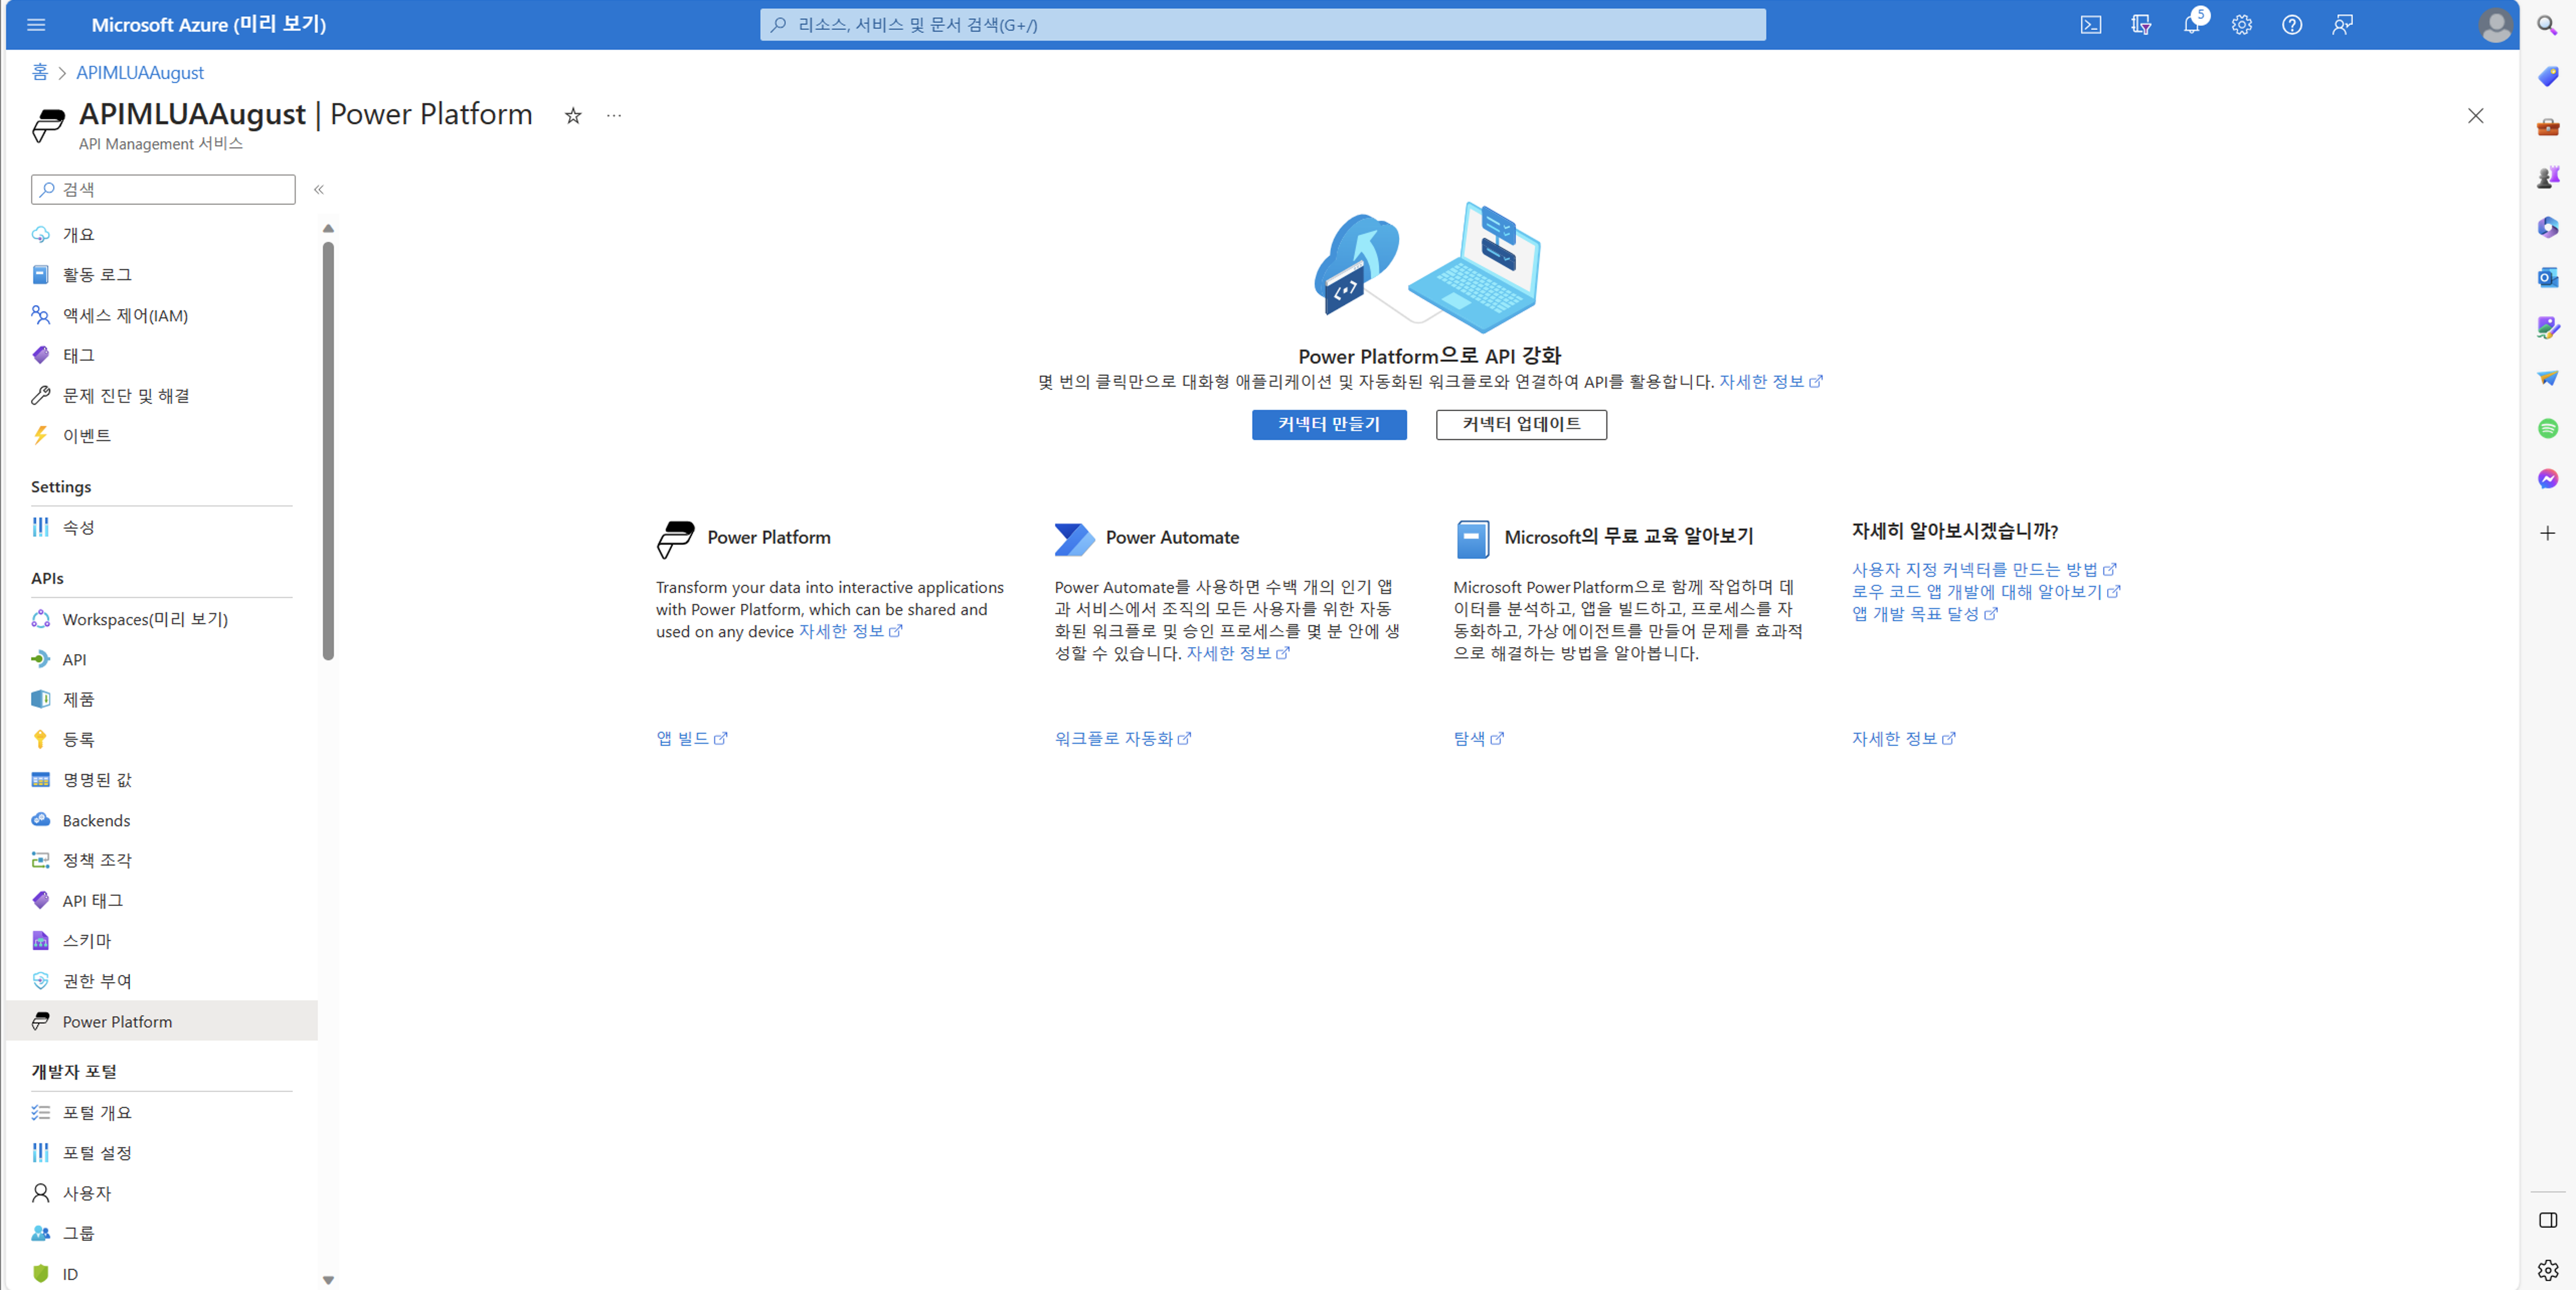 Microsoft Azure (미리 보기)
리소스, 서비스 및 문서 검색(G+/)
5
홈 > APIMLUAAugust
APIMLUAAugust | Power Platform
API Management 서비스
검색
개요
활동 로그
액세스 제어(IAM)
태그
문제 진단 및 해결
이벤트
Settings
속성
APIs
Workspaces(미리 보기)
API
제품
등록
명명된 값
Backends
정책 조각
API 태그
스키마
권한 부여
Power Platform
개발자 포털
포털 개요
포털 설정
사용자
그룹
ID
Power Platform으로 API 강화
몇 번의 클릭만으로 대화형 애플리케이션 및 자동화된 워크플로와 연결하여 API를 활용합니다. 자세한 정보
커넥터 만들기
커넥터 업데이트
Power Platform
Transform your data into interactive applications
with Power Platform, which can be shared and
used on any device 자세한 정보
앱 빌드
Power Automate
Power Automate를 사용하면 수백 개의 인기 앱
과 서비스에서 조직의 모든 사용자를 위한 자동
화된 워크플로 및 승인 프로세스를 몇 분 안에 생
성할 수 있습니다. 자세한 정보
워크플로 자동화
Microsoft의 무료 교육 알아보기
Microsoft Power Platform으로 함께 작업하며 데
이터를 분석하고, 앱을 빌드하고, 프로세스를 자
동화하고, 가상 에이전트를 만들어 문제를 효과적
으로 해결하는 방법을 알아봅니다.
탐색
자세히 알아보시겠습니까?
사용자 지정 커넥터를 만드는 방법
로우 코드 앱 개발에 대해 알아보기
앱 개발 목표 달성
자세한 정보